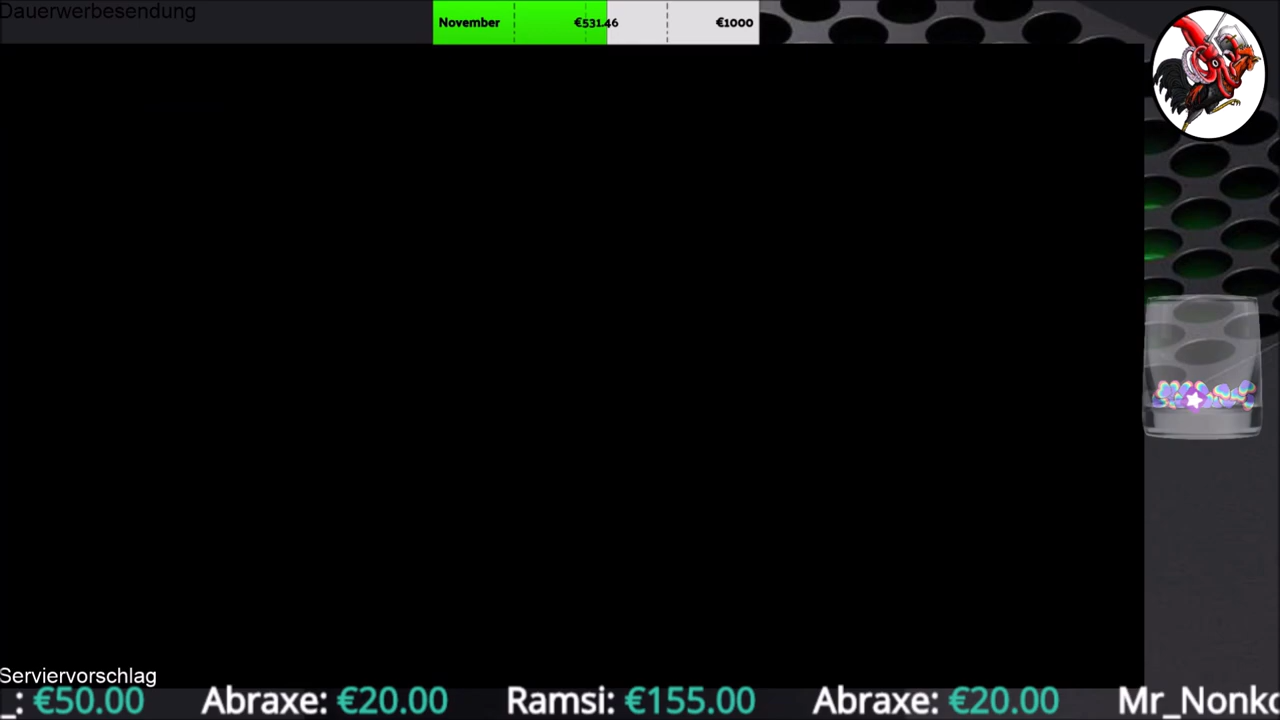 Dauerwerbesendung
November €531.46 €1000
Serviervorschlag
_: €50.00 Abraxe: €20.00 Ramsi: €155.00 Abraxe: €20.00